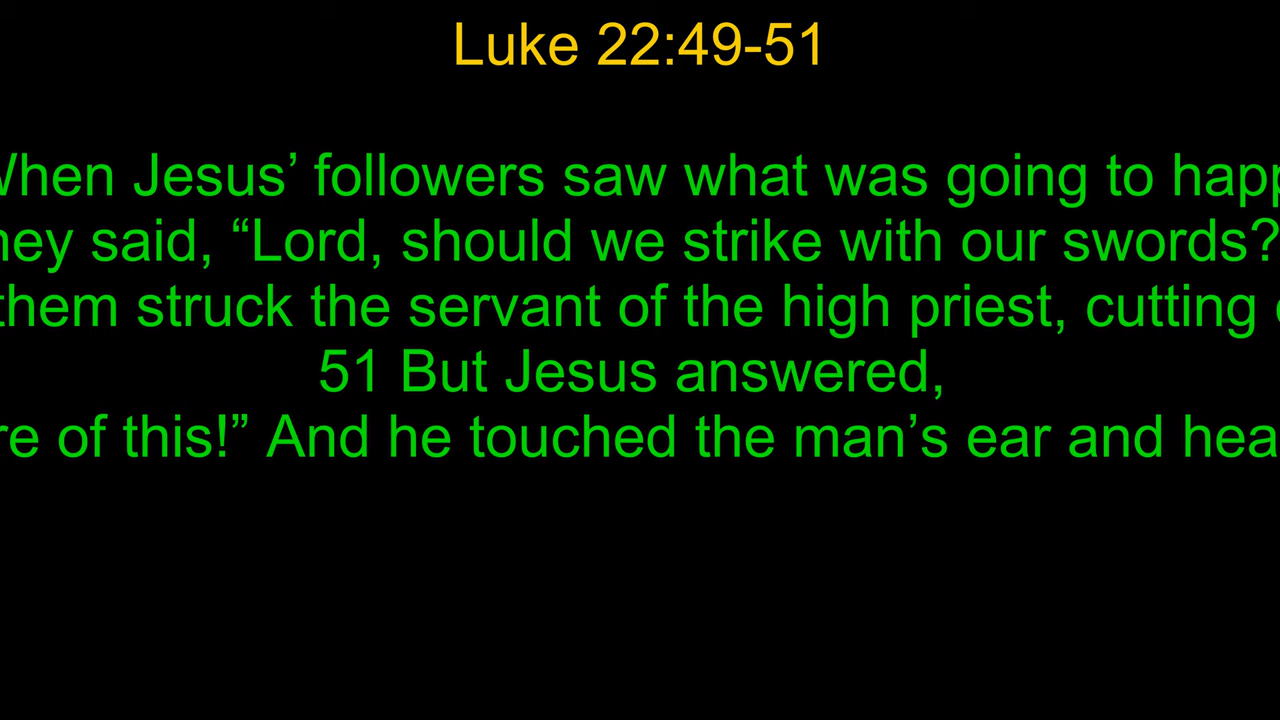 Luke 22:49-51
When Jesus’ followers saw what was going to happ
hey said, “Lord, should we strike with our swords?
them struck the servant of the high priest, cutting
51 But Jesus answered,
re of this!” And he touched the man’s ear and hea